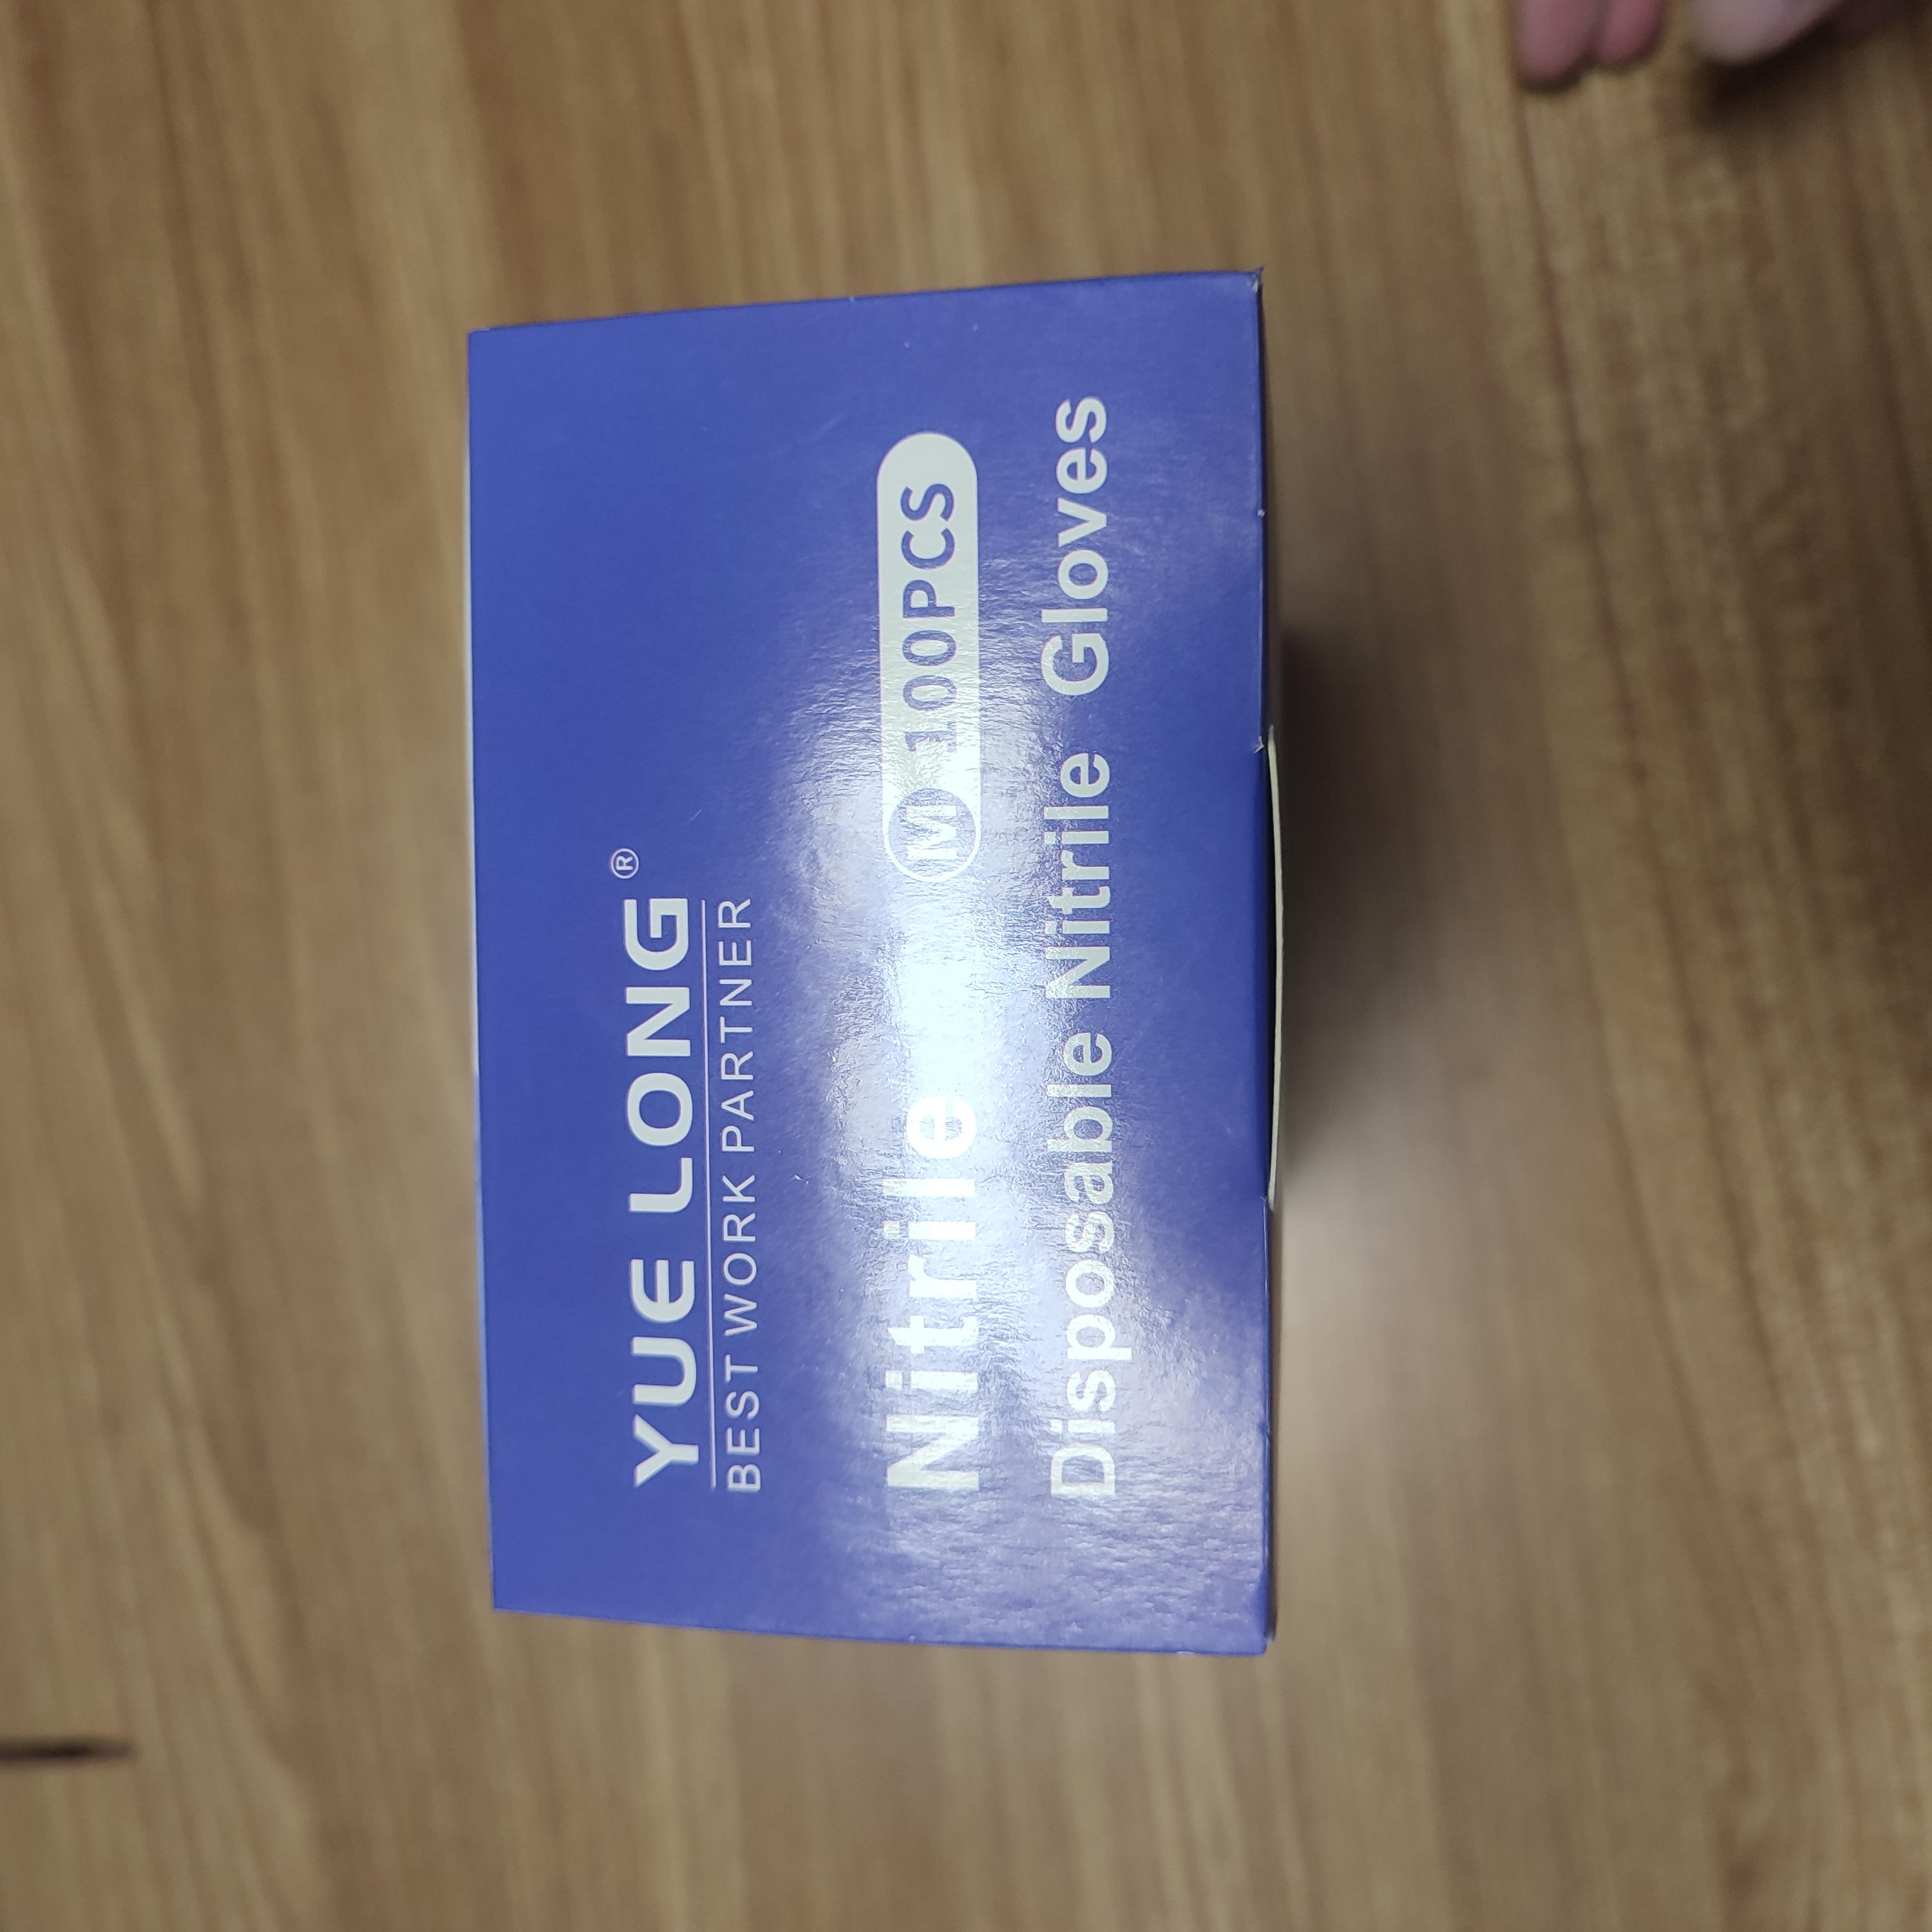 YUE LONG®
BEST WORK PARTNER
Nitrile M 100PCS
Disposable Nitrile Gloves